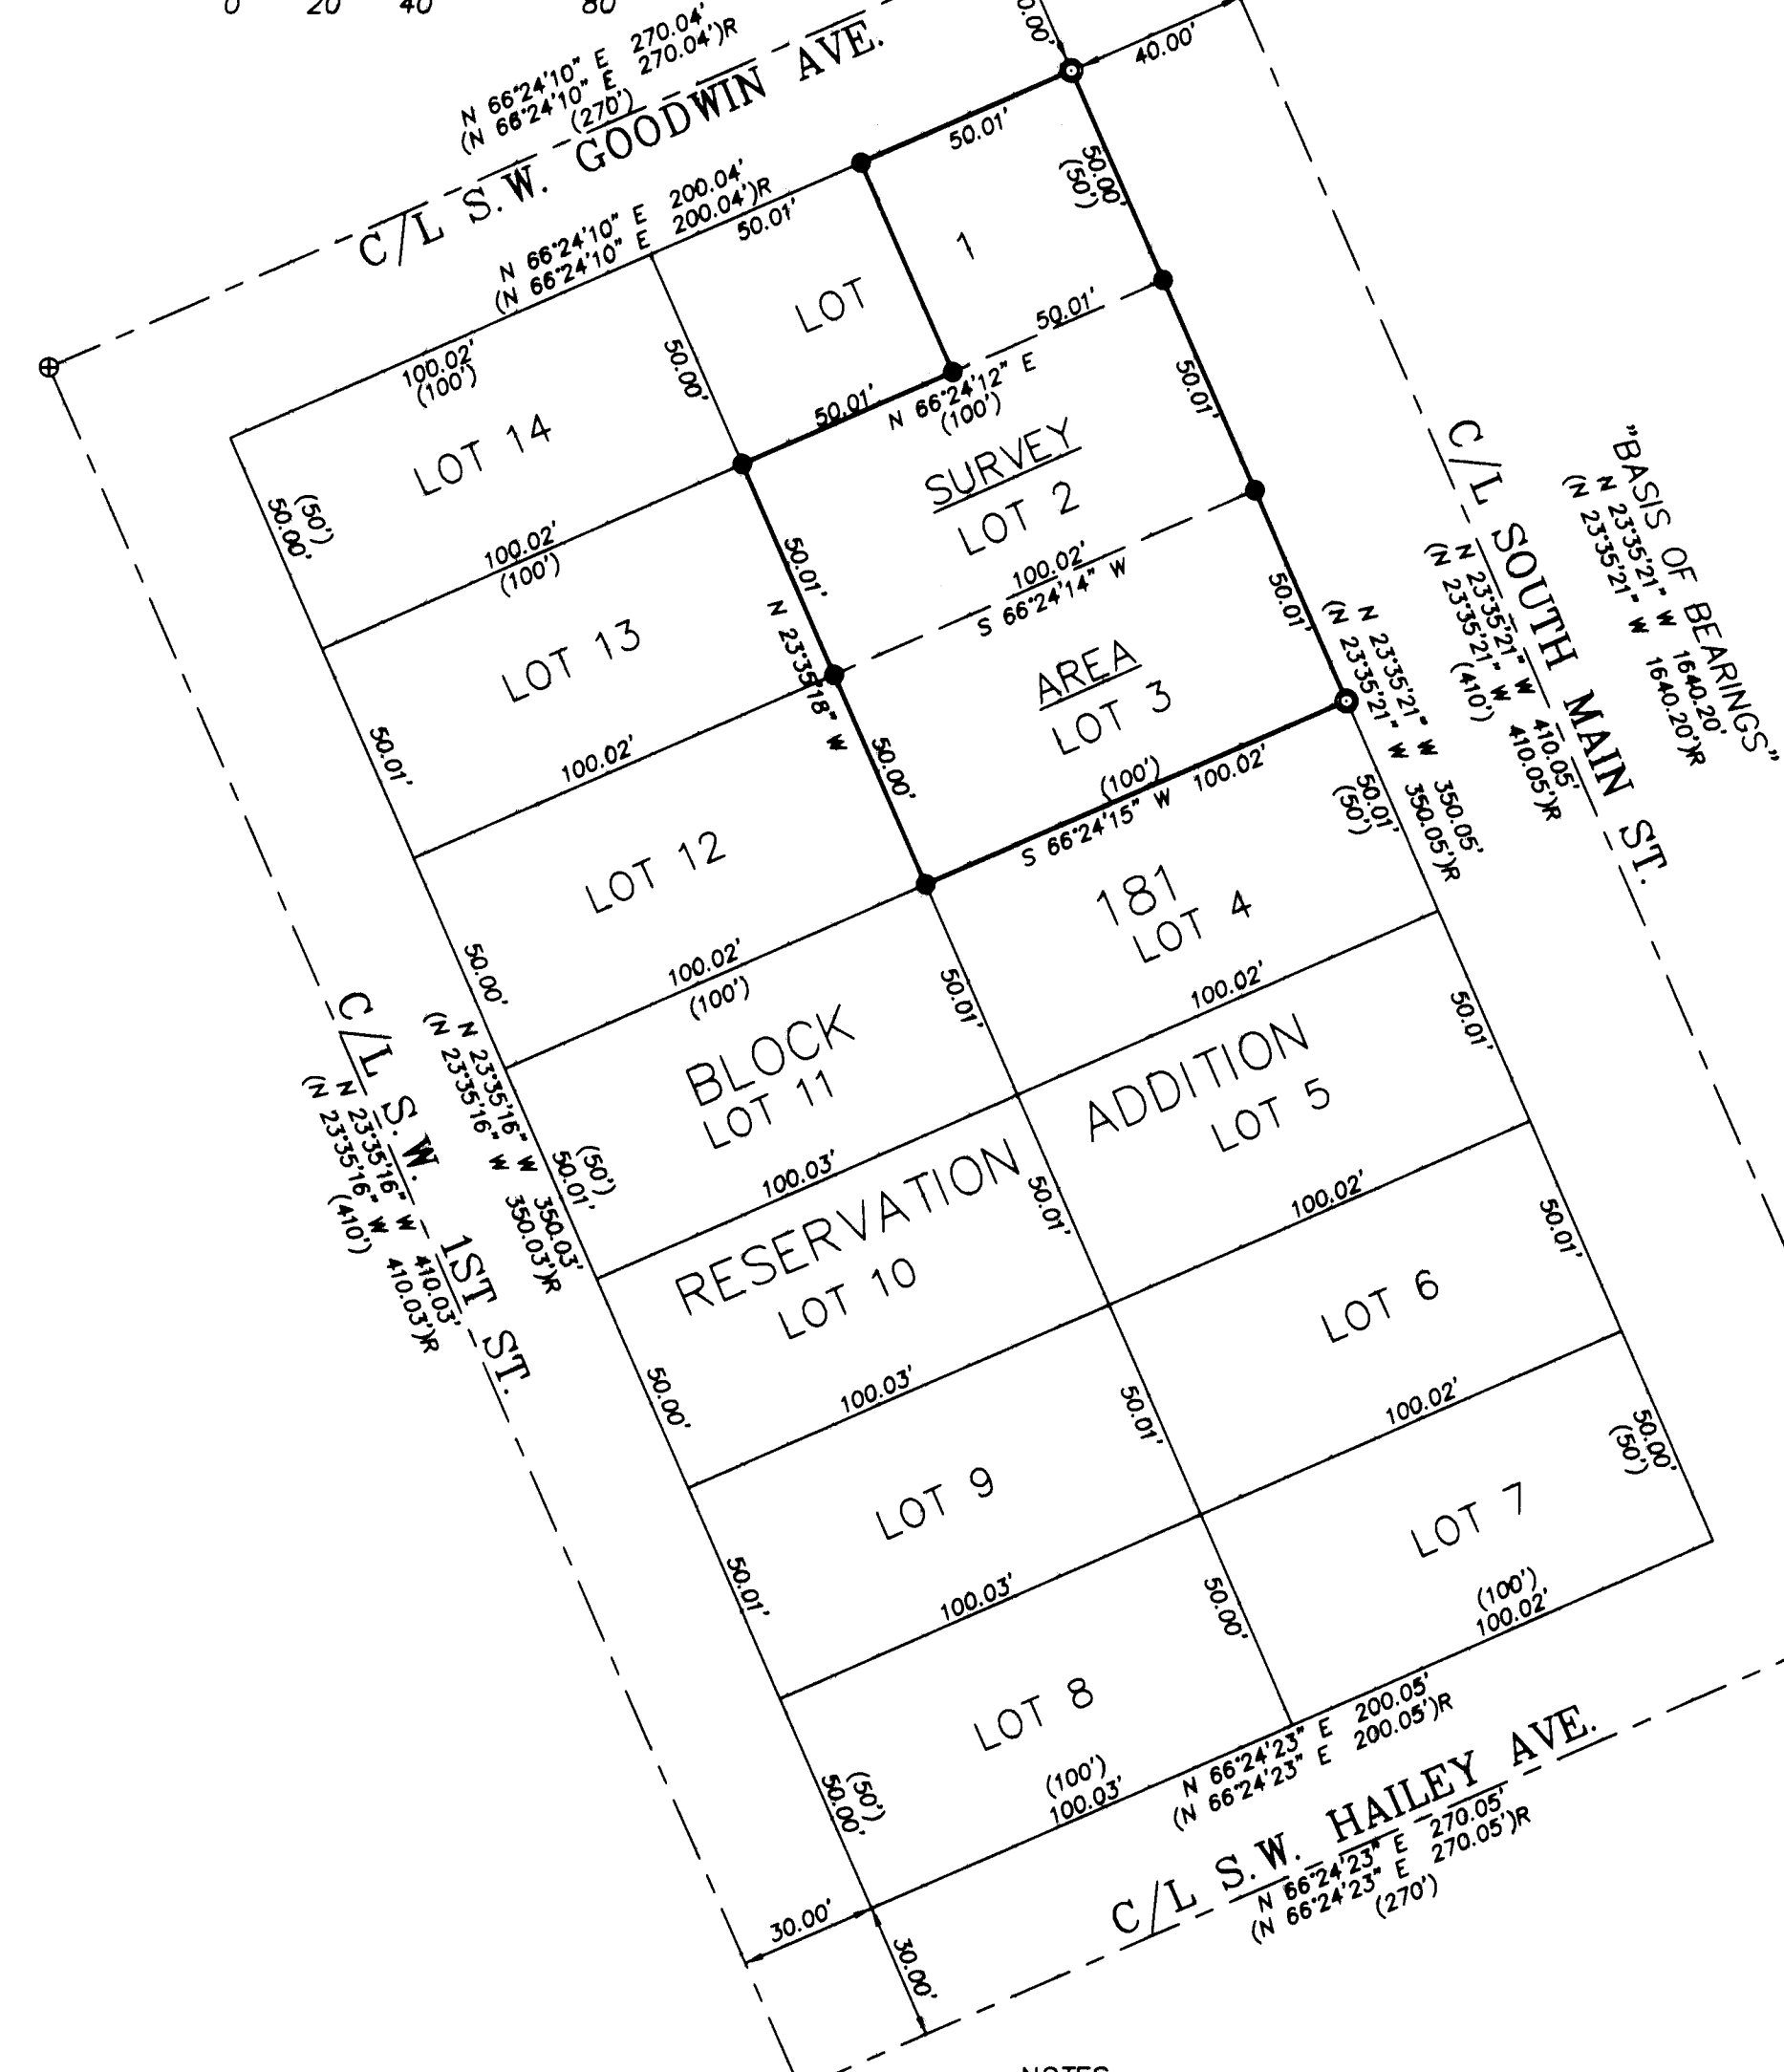 0 20 40 80
N 66°24'10" E 270.04'
(N 66°24'10" E 270.04')R
(270')
C/L S.W. GOODWIN AVE.
N 66°24'10" E 200.04'
(N 66°24'10" E 200.04')R
50.01'
50.01'
40.00'
50.00'
(50')
LOT 1
50.01'
100.02'
(100')
50.00'
50.01'
N 66°24'12" E
(100')
LOT 14
(50')
50.00'
100.02'
(100')
50.01'
SURVEY
LOT 2
50.01'
100.02'
S 66°24'14" W
N 23°35'18" W
LOT 13
50.01'
100.02'
50.00'
AREA
LOT 3
50.01'
(100')
S 66°24'15" W 100.02'
C/L SOUTH MAIN ST.
"BASIS OF BEARINGS"
N 23°35'21" W 1640.20'
(N 23°35'21" W 1640.20')R
N 23°35'21" W 410.05'
(N 23°35'21" W 410.05')R
(410')
N 23°35'21" W 350.05'
(N 23°35'21" W 350.05')R
50.01'
(50')
LOT 12
50.00'
100.02'
(100')
181
LOT 4
50.01'
100.02'
BLOCK
LOT 11
(50')
50.01'
100.03'
ADDITION
LOT 5
50.01'
50.01'
100.02'
C/L S.W. 1ST ST.
N 23°35'16" W 350.03'
(N 23°35'16" W 350.03')R
N 23°35'16" W 410.03'
(N 23°35'16" W 410.03')R
(410')
RESERVATION
LOT 10
50.00'
100.03'
50.01'
LOT 6
50.01'
100.02'
LOT 9
50.01'
100.03'
50.00'
LOT 7
50.00'
(50')
(100')
100.02'
LOT 8
(50')
50.00'
(100')
100.03'
N 66°24'23" E 200.05'
(N 66°24'23" E 200.05')R
C/L S.W. HAILEY AVE.
N 66°24'23" E 270.05'
(N 66°24'23" E 270.05')R
(270')
30.00'
30.00'
NOTES